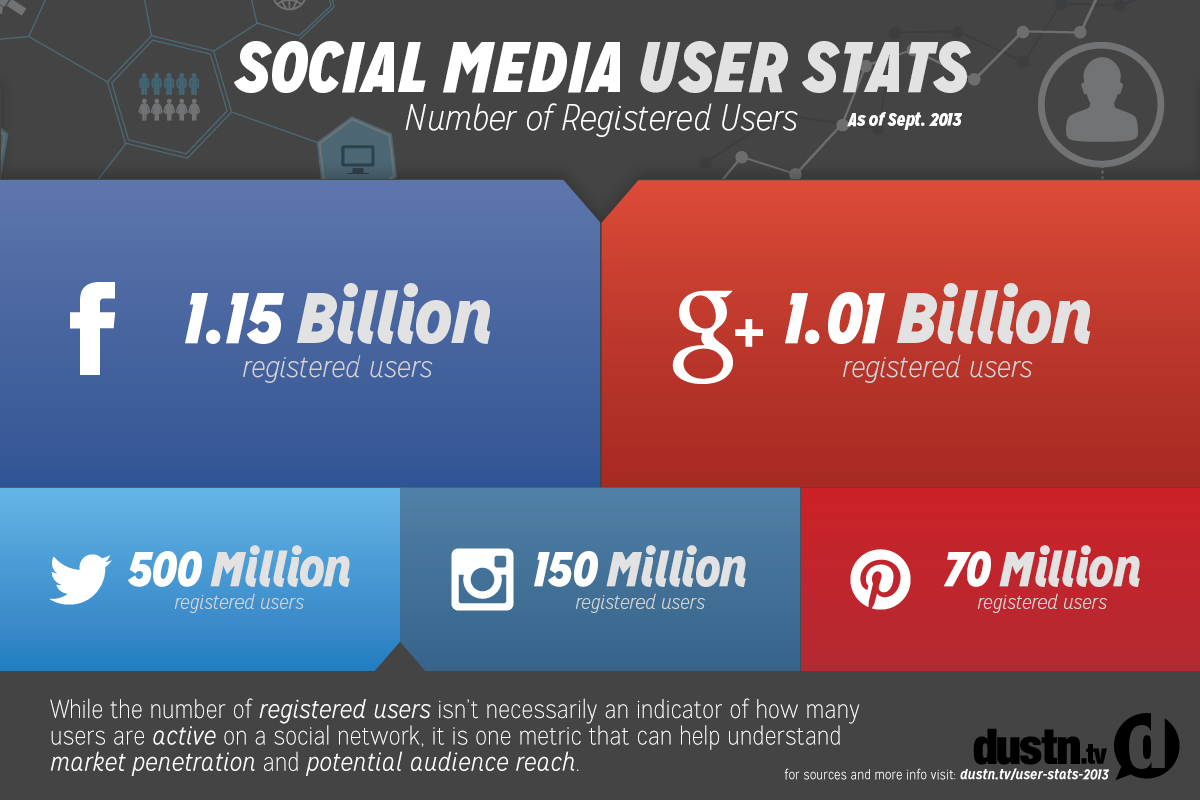 SOCIAL MEDIA USER STATS
Number of Registered Users
As of Sept. 2013
f
1.15 Billion
registered users
g+
1.01 Billion
registered users
500 Million
registered users
150 Million
registered users
70 Million
registered users
While the number of registered users isn't necessarily an indicator of how many
users are active on a social network, it is one metric that can help understand
market penetration and potential audience reach.
dustn.tv d
for sources and more info visit: dustn.tv/user-stats-2013